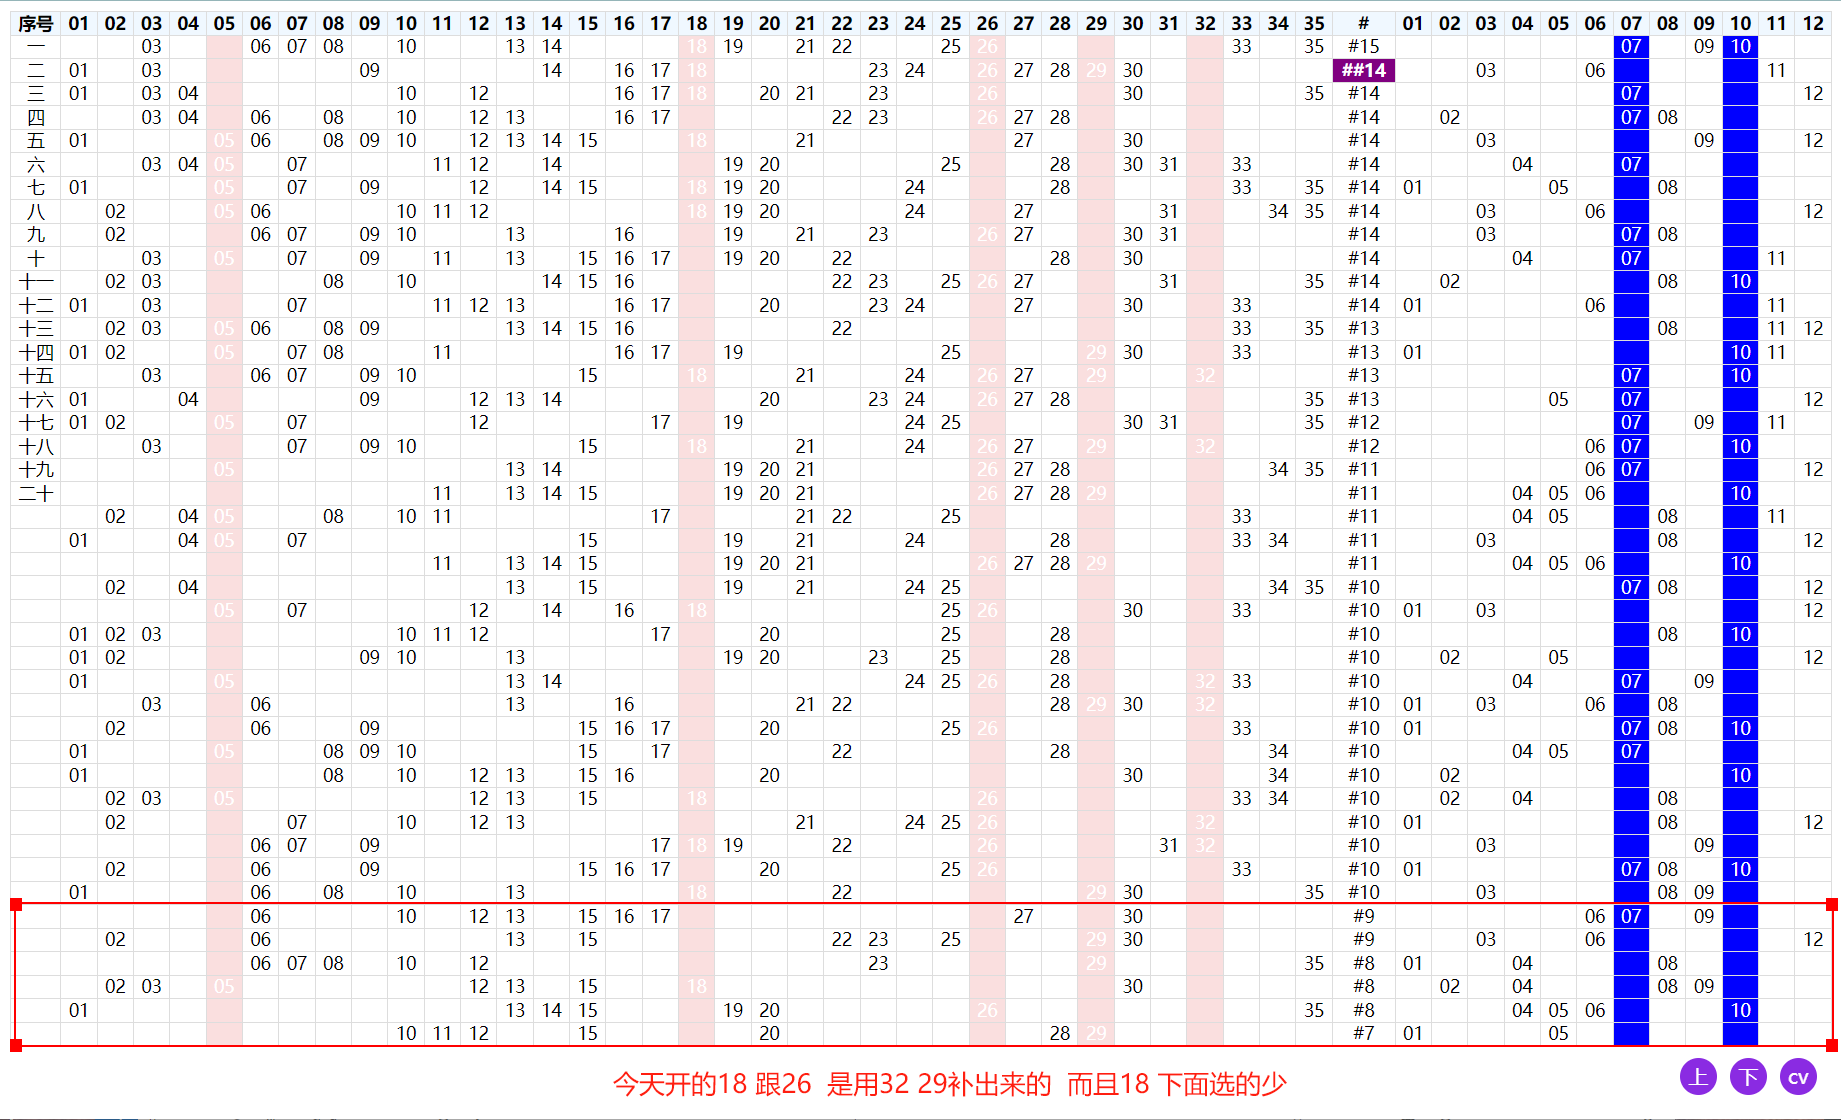 序号 01 02 03 04 05 06 07 08 09 10 11 12 13 14 15 16 17 18 19 20 21 22 23 24 25 26 27 28 29 30 31 32 33 34 35 # 01 02 03 04 05 06 07 08 09 10 11 12
一 03 06 07 08 10 13 14 18 19 21 22 25 26 33 35 #15 07 09 10
二 01 03 09 14 16 17 18 23 24 26 27 28 29 30 ##14 03 06 11
三 01 03 04 10 12 16 17 18 20 21 23 26 30 35 #14 07 12
四 03 04 06 08 10 12 13 16 17 22 23 26 27 28 #14 02 07 08
五 01 05 06 08 09 10 12 13 14 15 18 21 27 30 #14 03 09 12
六 03 04 05 07 11 12 14 19 20 25 28 30 31 33 #14 04 07
七 01 05 07 09 12 14 15 18 19 20 24 28 33 35 #14 01 05 08
八 02 05 06 10 11 12 18 19 20 24 27 31 34 35 #14 03 06 12
九 02 06 07 09 10 13 16 19 21 23 26 27 30 31 #14 03 07 08
十 03 05 07 09 11 13 15 16 17 19 20 22 28 30 #14 04 07 11
十一 02 03 08 10 14 15 16 22 23 25 26 27 31 35 #14 02 08 10
十二 01 03 07 11 12 13 16 17 20 23 24 27 30 33 #14 01 06 11
十三 02 03 05 06 08 09 13 14 15 16 22 33 35 #13 08 11 12
十四 01 02 05 07 08 11 16 17 19 25 29 30 33 #13 01 10 11
十五 03 06 07 09 10 15 18 21 24 26 27 29 32 #13 07 10
十六 01 04 09 12 13 14 20 23 24 26 27 28 35 #13 05 07 12
十七 01 02 05 07 12 17 19 24 25 30 31 35 #12 07 09 11
十八 03 07 09 10 15 18 21 24 26 27 29 32 #12 06 07 10
十九 05 13 14 19 20 21 26 27 28 34 35 #11 06 07 12
二十 11 13 14 15 19 20 21 26 27 28 29 #11 04 05 06 10
02 04 05 08 10 11 17 21 22 25 33 #11 04 05 08 11
01 04 05 07 15 19 21 24 28 33 34 #11 03 08 12
11 13 14 15 19 20 21 26 27 28 29 #11 04 05 06 10
02 04 13 15 19 21 24 25 34 35 #10 07 08 12
05 07 12 14 16 18 25 26 30 33 #10 01 03 12
01 02 03 10 11 12 17 20 25 28 #10 08 10
01 02 09 10 13 19 20 23 25 28 #10 02 05 12
01 05 13 14 24 25 26 28 32 33 #10 04 07 09
03 06 13 16 21 22 28 29 30 32 #10 01 03 06 08
02 06 09 15 16 17 20 25 26 33 #10 01 07 08 10
01 05 08 09 10 15 17 22 28 34 #10 04 05 07
01 08 10 12 13 15 16 20 30 34 #10 02 10
02 03 05 12 13 15 18 26 33 34 #10 02 04 08
02 07 10 12 13 21 24 25 26 32 #10 01 08 12
06 07 09 17 18 19 22 26 31 32 #10 03 09
02 06 09 15 16 17 20 25 26 33 #10 01 07 08 10
01 06 08 10 13 18 22 29 30 35 #10 03 08 09
06 10 12 13 15 16 17 27 30 #9 06 07 09
02 06 13 15 22 23 25 29 30 #9 03 06 12
06 07 08 10 12 23 29 35 #8 01 04 08
02 03 05 12 13 15 18 30 #8 02 04 08 09
01 13 14 15 19 20 26 35 #8 04 05 06 10
10 11 12 15 20 28 29 #7 01 05
今天开的18 跟26 是用32 29补出来的 而且18 下面选的少
上 下 cv